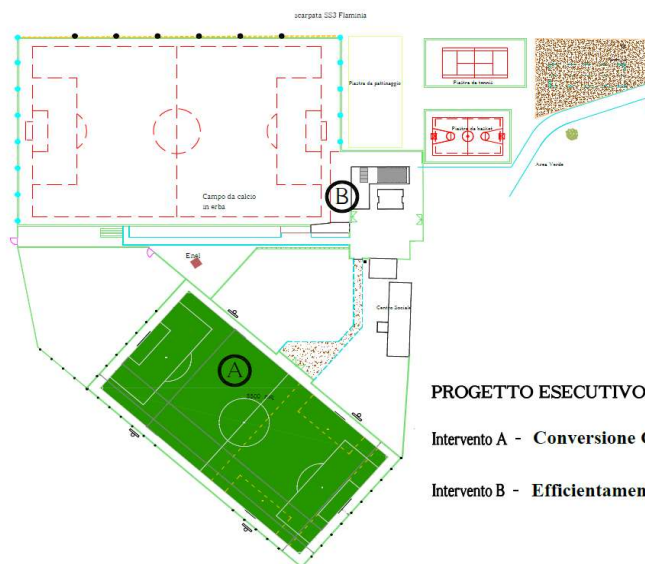 scarpata SS3 Flaminia
Piastra da pattinaggio
Piastra da tennis
Piastra da basket
Area Verde
Campo da calcio
in erba
B
Enel
Centro Sociale
A
PROGETTO ESECUTIVO
Intervento A - Conversione
Intervento B - Efficientamen